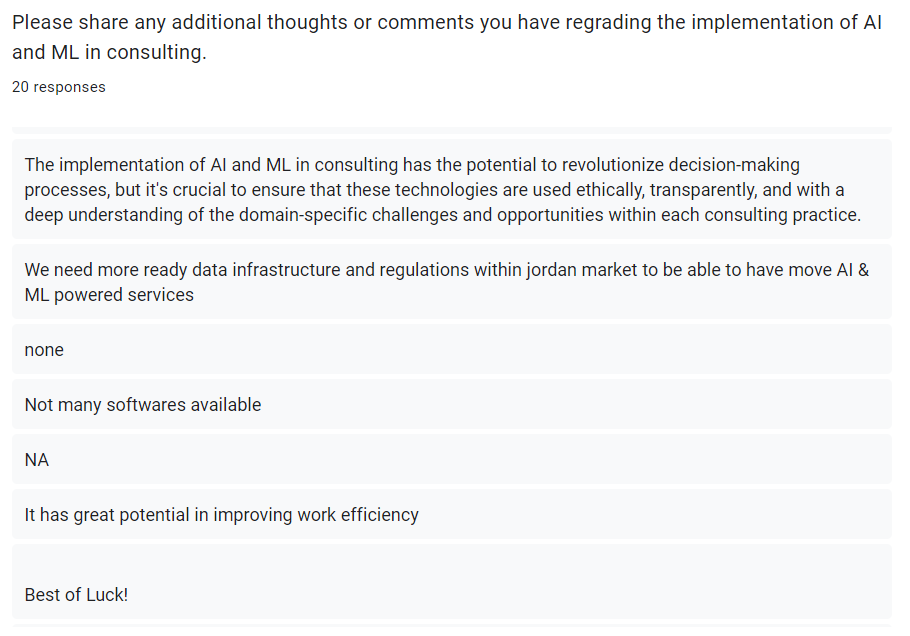 Please share any additional thoughts or comments you have regrading the implementation of AI
and ML in consulting.
20 responses
The implementation of AI and ML in consulting has the potential to revolutionize decision-making
processes, but it's crucial to ensure that these technologies are used ethically, transparently, and with a
deep understanding of the domain-specific challenges and opportunities within each consulting practice.
We need more ready data infrastructure and regulations within jordan market to be able to have move AI &
ML powered services
none
Not many softwares available
NA
It has great potential in improving work efficiency
Best of Luck!